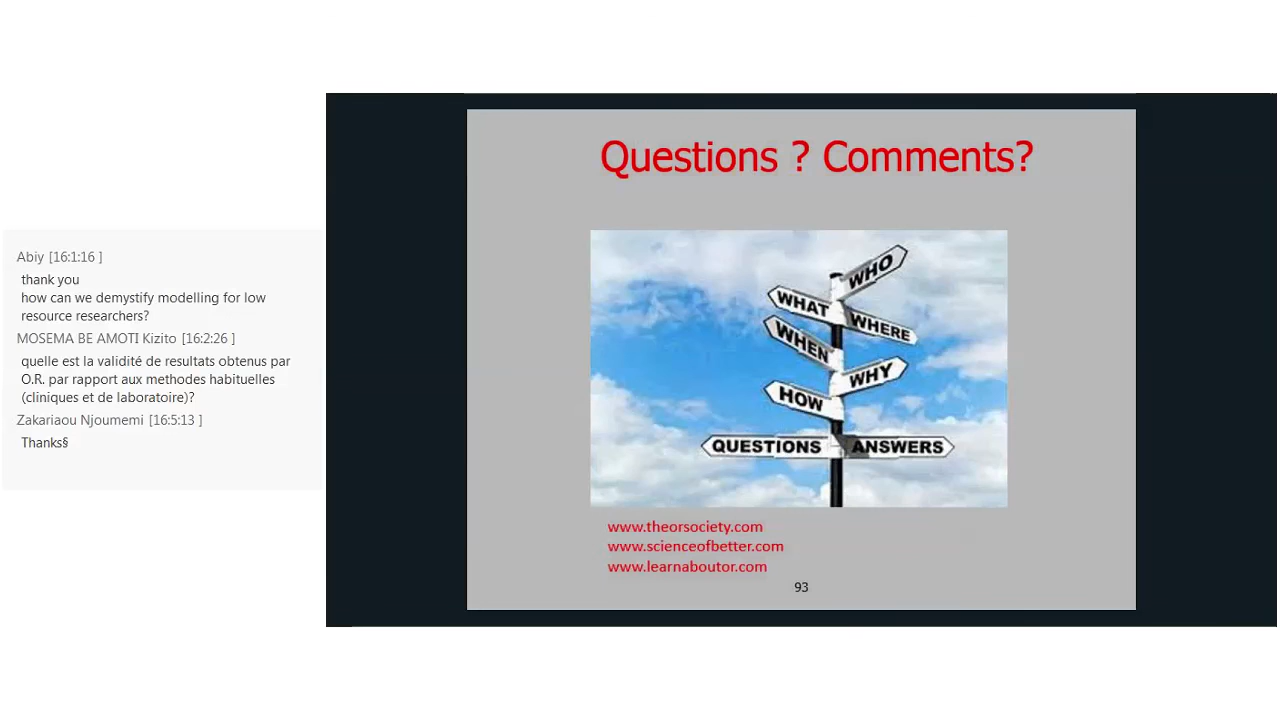 Abiy [16:1:16 ]
thank you
how can we demystify modelling for low
resource researchers?
MOSEMA BE AMOTI Kizito [16:2:26 ]
quelle est la validité de resultats obtenus par
O.R. par rapport aux methodes habituelles
(cliniques et de laboratoire)?
Zakariaou Njoumemi [16:5:13 ]
Thanks§
Questions ? Comments?
WHO
WHAT
WHERE
WHEN
WHY
HOW
QUESTIONS ANSWERS
www.theorsociety.com
www.scienceofbetter.com
www.learnaboutor.com
93